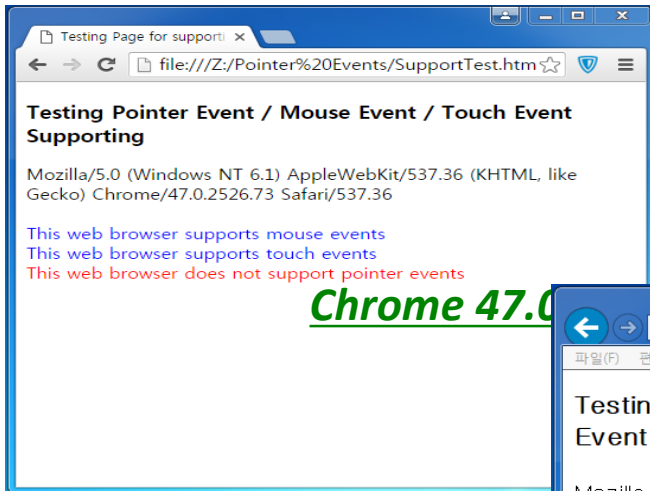 Testing Page for supporti
file:///Z:/Pointer%20Events/SupportTest.htm
Testing Pointer Event / Mouse Event / Touch Event
Supporting
Mozilla/5.0 (Windows NT 6.1) AppleWebKit/537.36 (KHTML, like
Gecko) Chrome/47.0.2526.73 Safari/537.36
This web browser supports mouse events
This web browser supports touch events
This web browser does not support pointer events
Chrome 47.0
파일(F)
Testin
Event